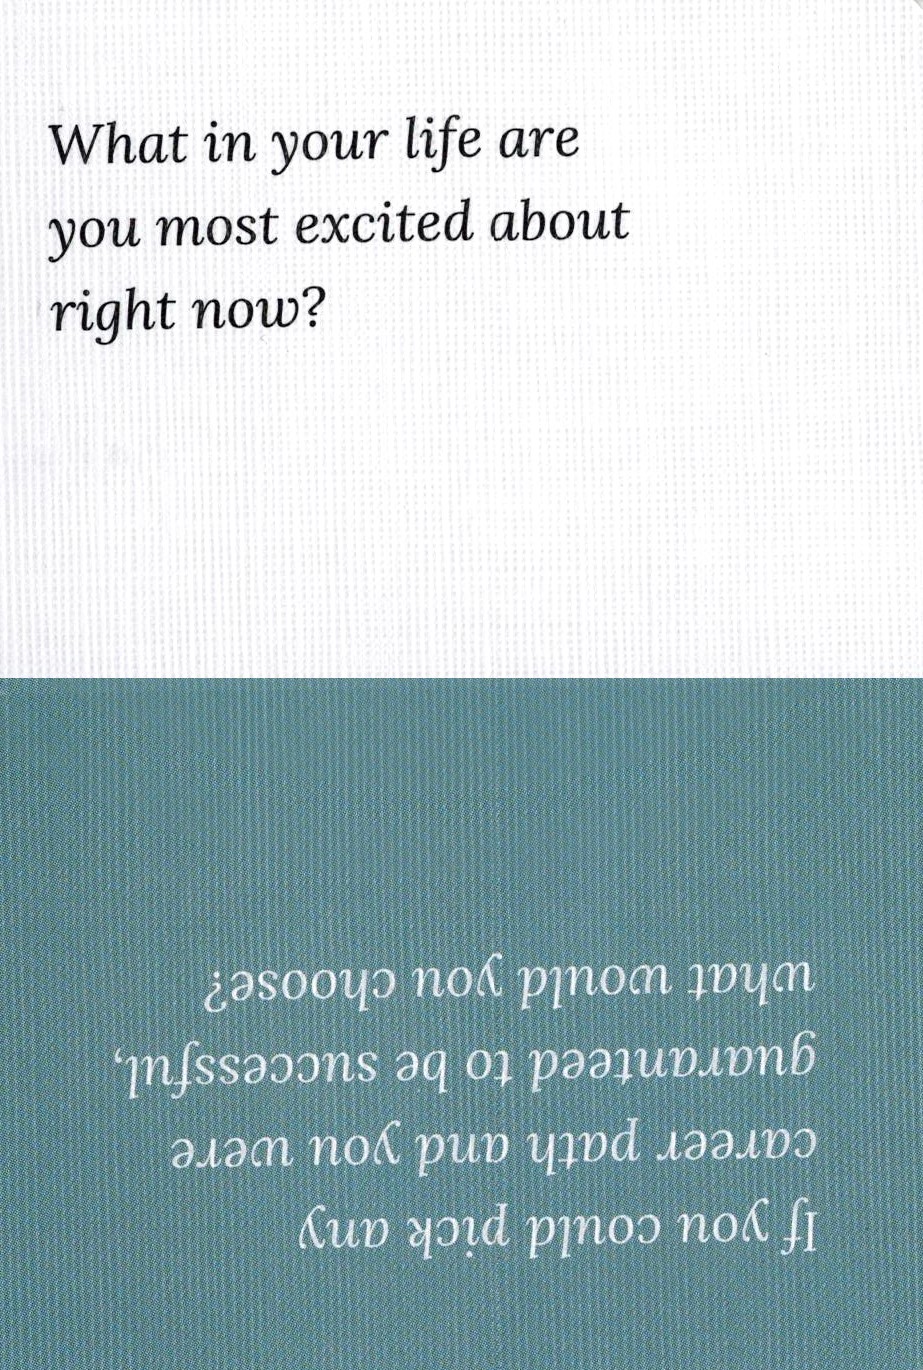 What in your life are
you most excited about
right now?
If you could pick any
career path and you were
guaranteed to be successful,
what would you choose?